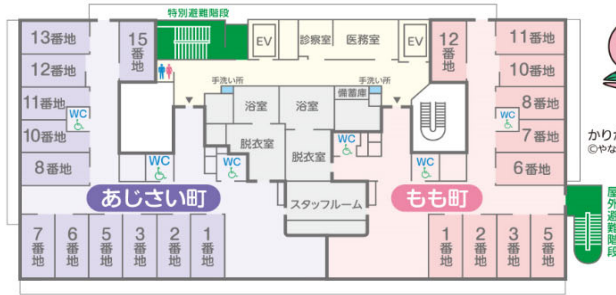 特別避難階段
13番地
15番地
EV
診察室
医務室
EV
12番地
11番地
12番地
10番地
手洗い所
手洗い所
11番地
浴室
浴室
備蓄庫
8番地
WC
WC
10番地
7番地
脱衣室
脱衣室
WC
8番地
WC
WC
WC
6番地
あじさい町
もも町
スタッフルーム
屋外避難階段
7番地
6番地
5番地
3番地
2番地
1番地
1番地
2番地
3番地
5番地
©やな